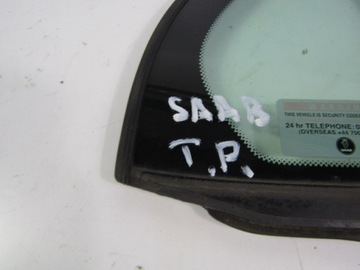 SAAB
T.P.
THIS VEHICLE IS SECURITY CODED
24 hr TELEPHONE:
(OVERSEAS +44